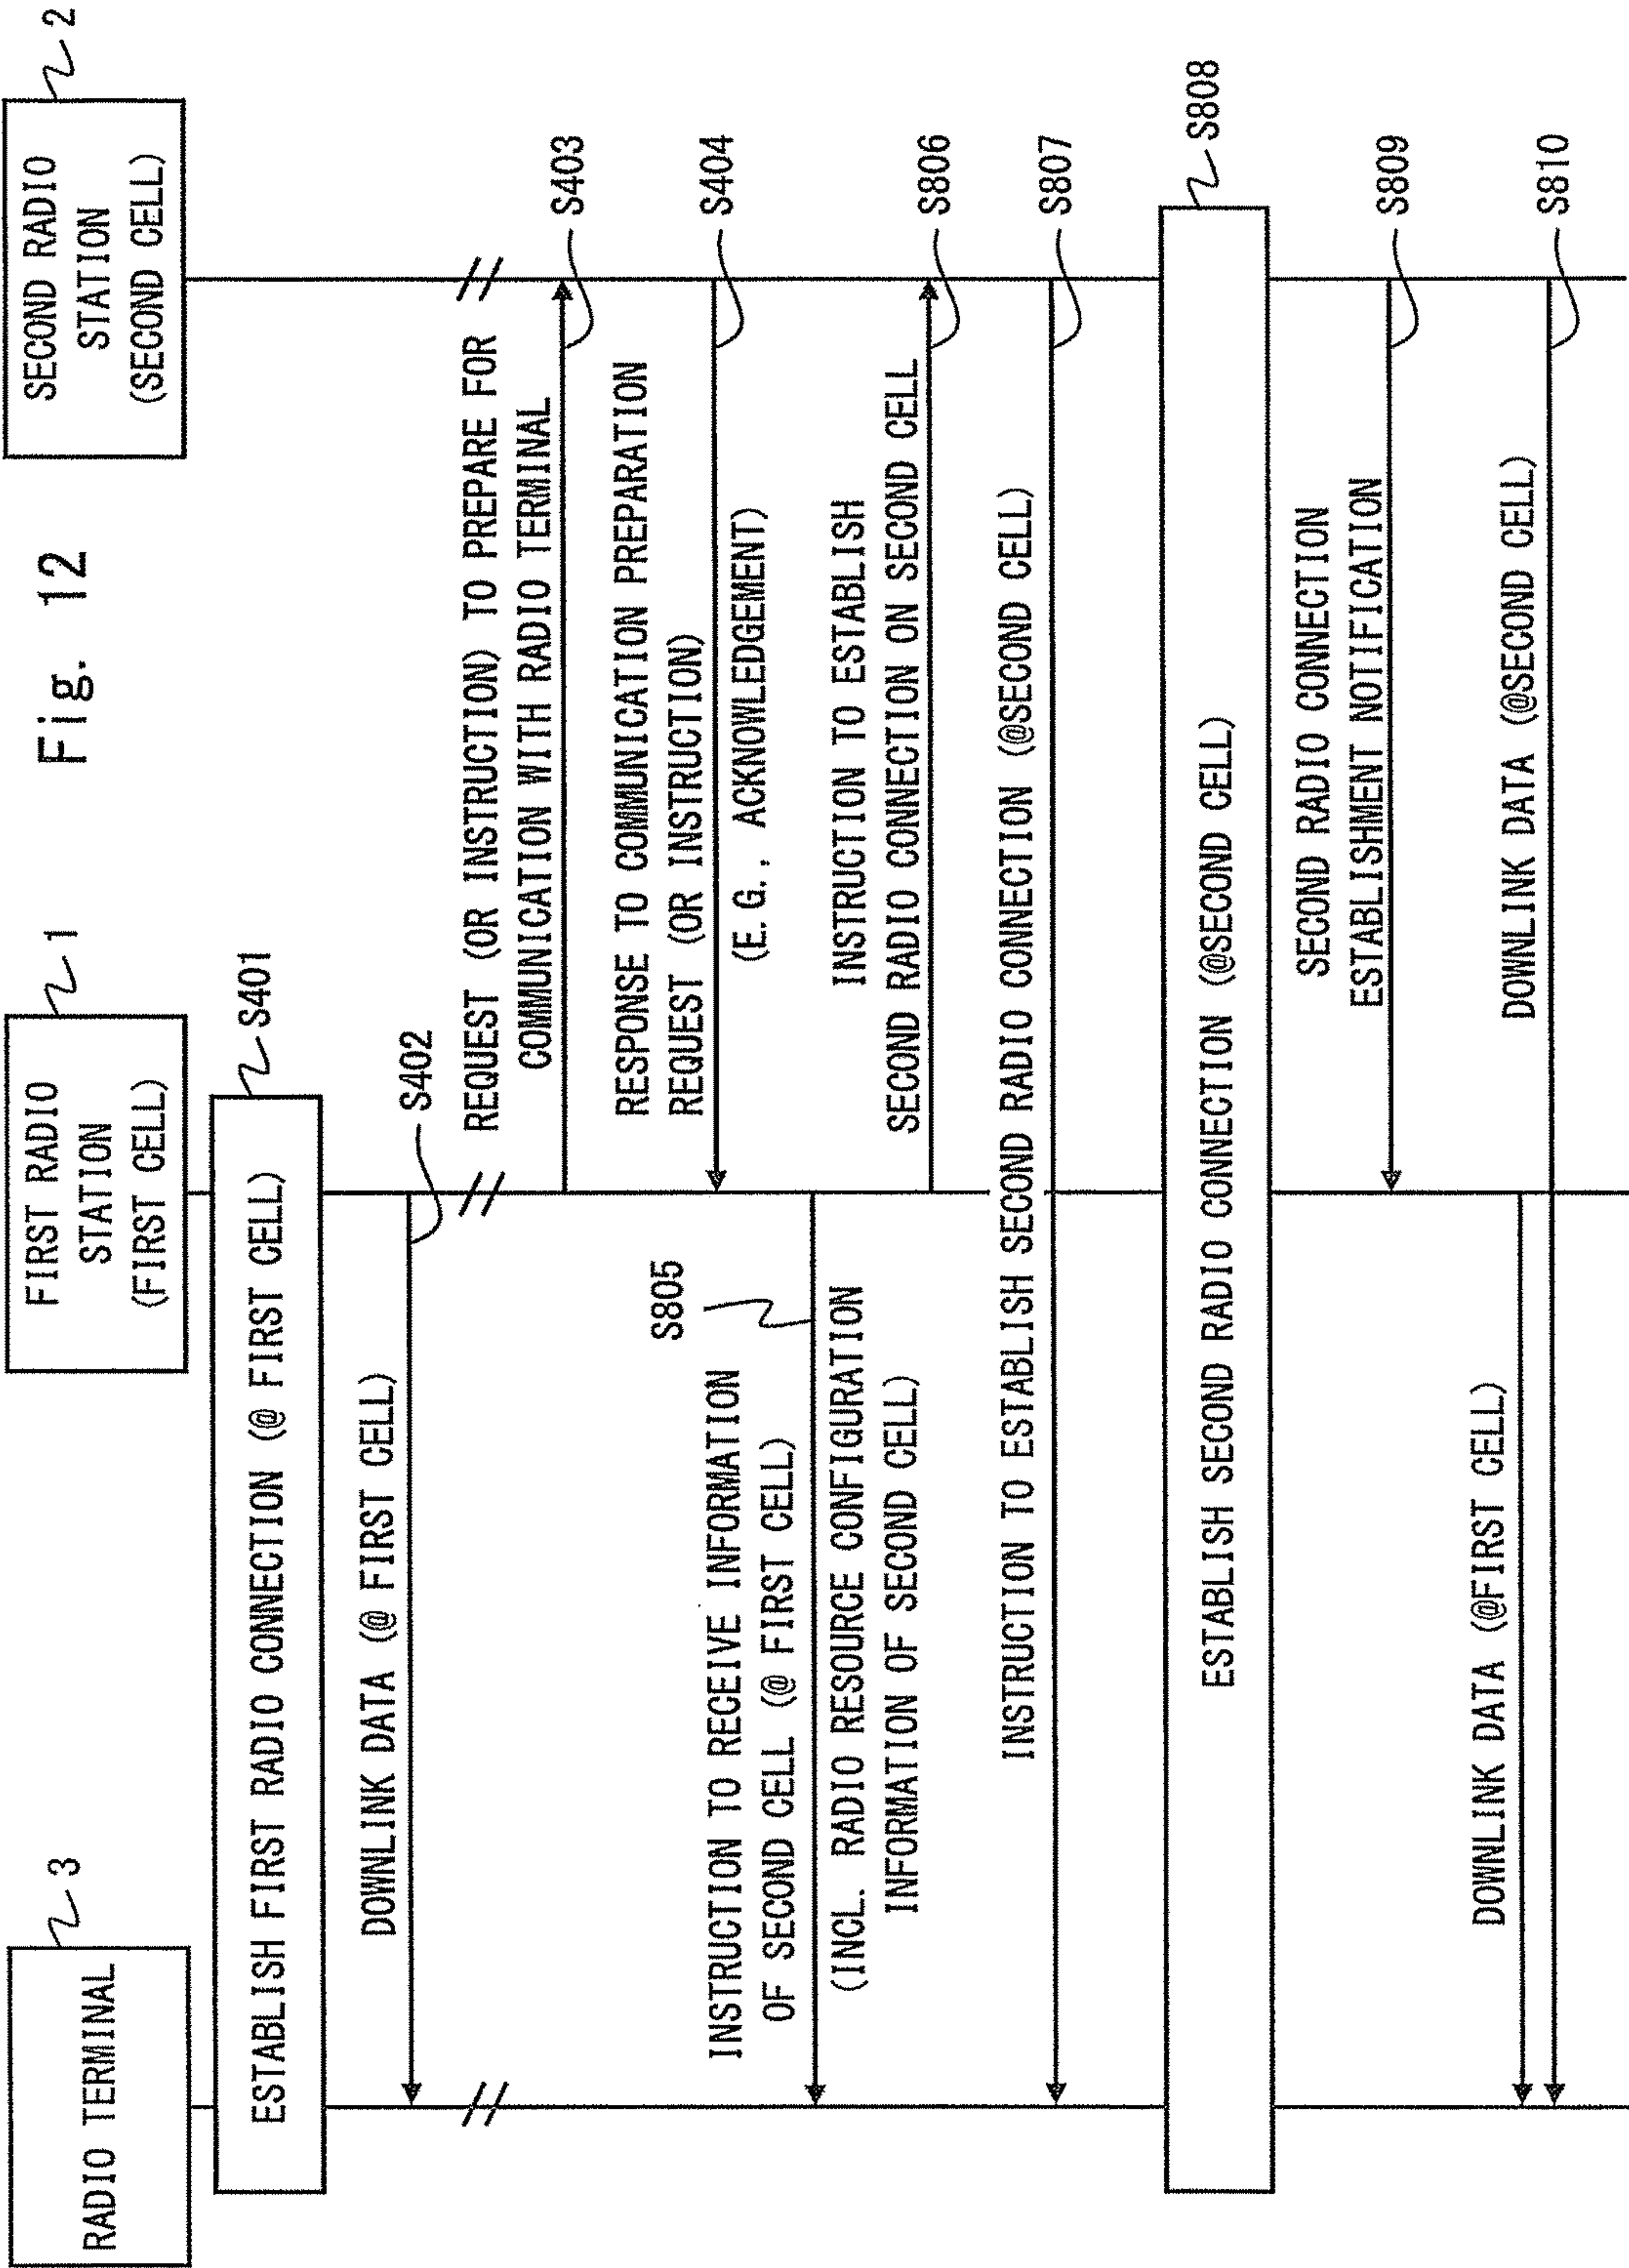 Fig. 12
RADIO TERMINAL
3
FIRST RADIO
STATION
(FIRST CELL)
1
SECOND RADIO
STATION
(SECOND CELL)
2
ESTABLISH FIRST RADIO CONNECTION (@ FIRST CELL)
S401
DOWNLINK DATA (@ FIRST CELL)
S402
REQUEST (OR INSTRUCTION) TO PREPARE FOR
COMMUNICATION WITH RADIO TERMINAL
S403
RESPONSE TO COMMUNICATION PREPARATION
REQUEST (OR INSTRUCTION)
(E.G., ACKNOWLEDGEMENT)
S404
S805
INSTRUCTION TO RECEIVE INFORMATION
OF SECOND CELL (@ FIRST CELL)
(INCL. RADIO RESOURCE CONFIGURATION
INFORMATION OF SECOND CELL)
INSTRUCTION TO ESTABLISH
SECOND RADIO CONNECTION ON SECOND CELL
S806
INSTRUCTION TO ESTABLISH SECOND RADIO CONNECTION (@SECOND CELL)
S807
ESTABLISH SECOND RADIO CONNECTION (@SECOND CELL)
S808
SECOND RADIO CONNECTION
ESTABLISHMENT NOTIFICATION
S809
DOWNLINK DATA (@FIRST CELL)
DOWNLINK DATA (@SECOND CELL)
S810